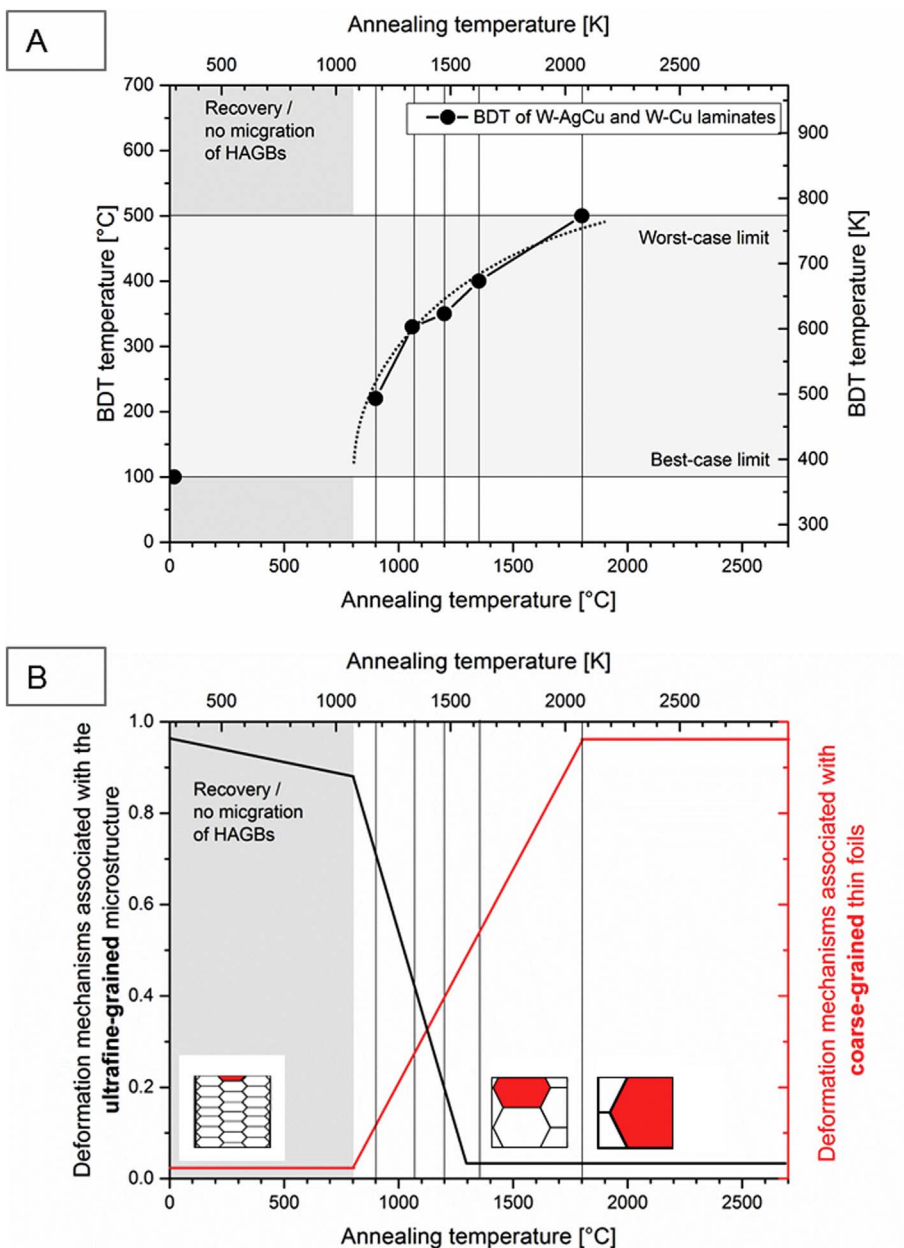 A
Annealing temperature [K]
500 1000 1500 2000 2500
700
600
500
400
300
200
100
0
BDT temperature [°C]
Recovery /
no micgration
of HAGBs
BDT of W-AgCu and W-Cu laminates
Worst-case limit
Best-case limit
900
800
700
600
500
400
300
BDT temperature [K]
0 500 1000 1500 2000 2500
Annealing temperature [°C]
B
Annealing temperature [K]
500 1000 1500 2000 2500
1.0
0.8
0.6
0.4
0.2
0.0
Deformation mechanisms associated with the
ultrafine-grained microstructure
Recovery /
no micgration
of HAGBs
Deformation mechanisms associated with
coarse-grained thin foils
0 500 1000 1500 2000 2500
Annealing temperature [°C]